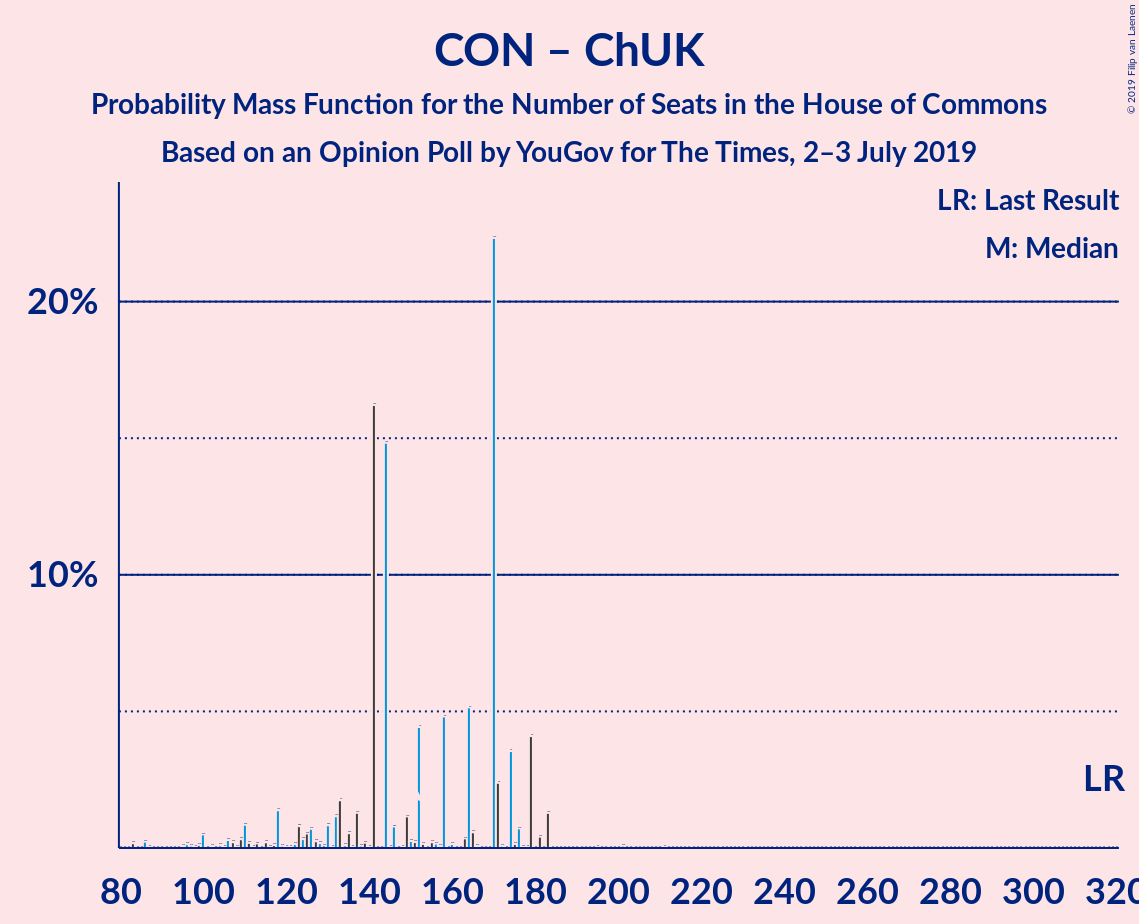 CON – ChUK
Probability Mass Function for the Number of Seats in the House of Commons
Based on an Opinion Poll by YouGov for The Times, 2–3 July 2019
© 2019 Filip van Laenen
LR: Last Result
M: Median
20%
10%
LR
80 100 120 140 160 180 200 220 240 260 280 300 320